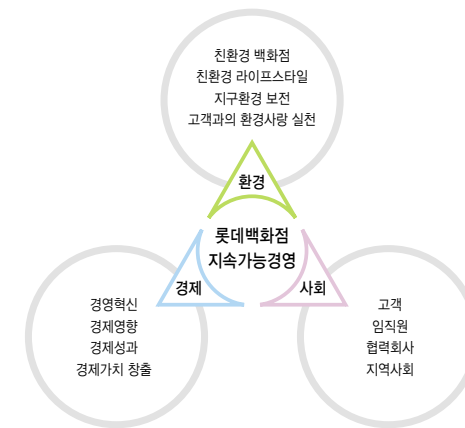 친환경 백화점
친환경 라이프스타일
지구환경 보전
고객과의 환경사랑 실천
환경
롯데백화점
지속가능경영
경제
사회
경영혁신
경제영향
경제성과
경제가치 창출
고객
임직원
협력회사
지역사회